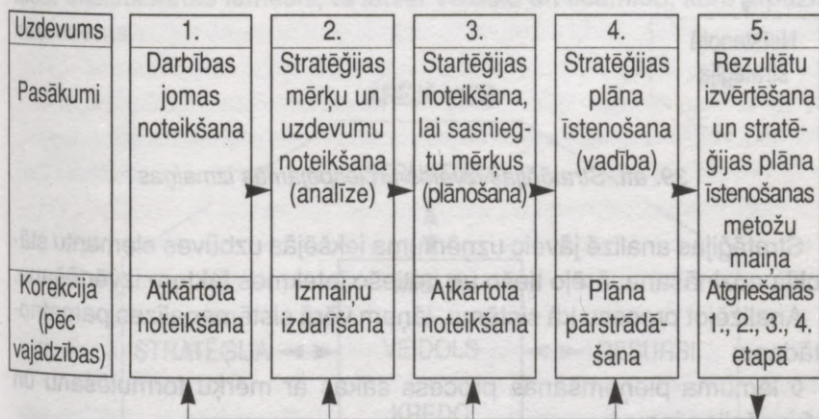 Uzdevums
1.
2.
3.
4.
5.
Pasākumi
Darbības
jomas
noteikšana
Stratēģijas
mērķu un
uzdevumu
noteikšana
(analīze)
Startēģijas
noteikšana,
lai sasnieg-
tu mērķus
(plānošana)
Stratēģijas
plāna
īstenošana
(vadība)
Rezultātu
izvērtēšana
un stratē-
ģijas plāna
īstenošanas
metožu
maiņa
Korekcija
(pēc
vajadzības)
Atkārtota
noteikšana
Izmaiņu
izdarīšana
Atkārtota
noteikšana
Plāna
pārstrādā-
šana
Atgriešanās
1., 2., 3., 4.
etapā